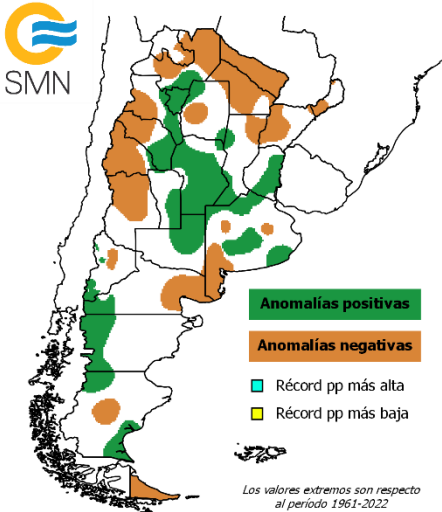 SMN
Anomalías positivas
Anomalías negativas
Récord pp más alta
Récord pp más baja
Los valores extremos son respecto
al período 1961-2022